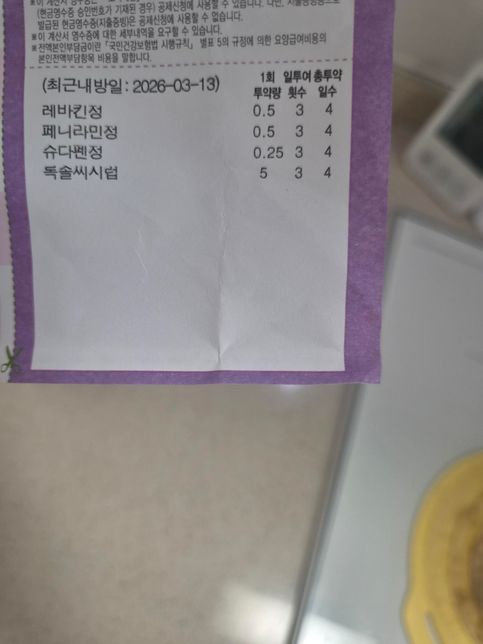 (현금영수증 승인번호가 기재된 경우) 공제신청에 사용할 수 있습니다. 다만, 지출증빙용으로
발급된 현금영수증(지출증빙)은 공제신청에 사용할 수 없습니다.
※이 계산서 영수증에 대한 세부내역을 요구할 수 있습니다.
※전액본인부담금이란 「국민건강보험법 시행규칙」 별표 5의 규정에 의한 요양급여비용의
본인전액부담항목 비용을 말합니다.
(최근내방일: 2026-03-13) 1회 투약량 일투여 횟수 총투약 일수
레바킨정 0.5 3 4
페니라민정 0.5 3 4
슈다펜정 0.25 3 4
독솔씨시럽 5 3 4